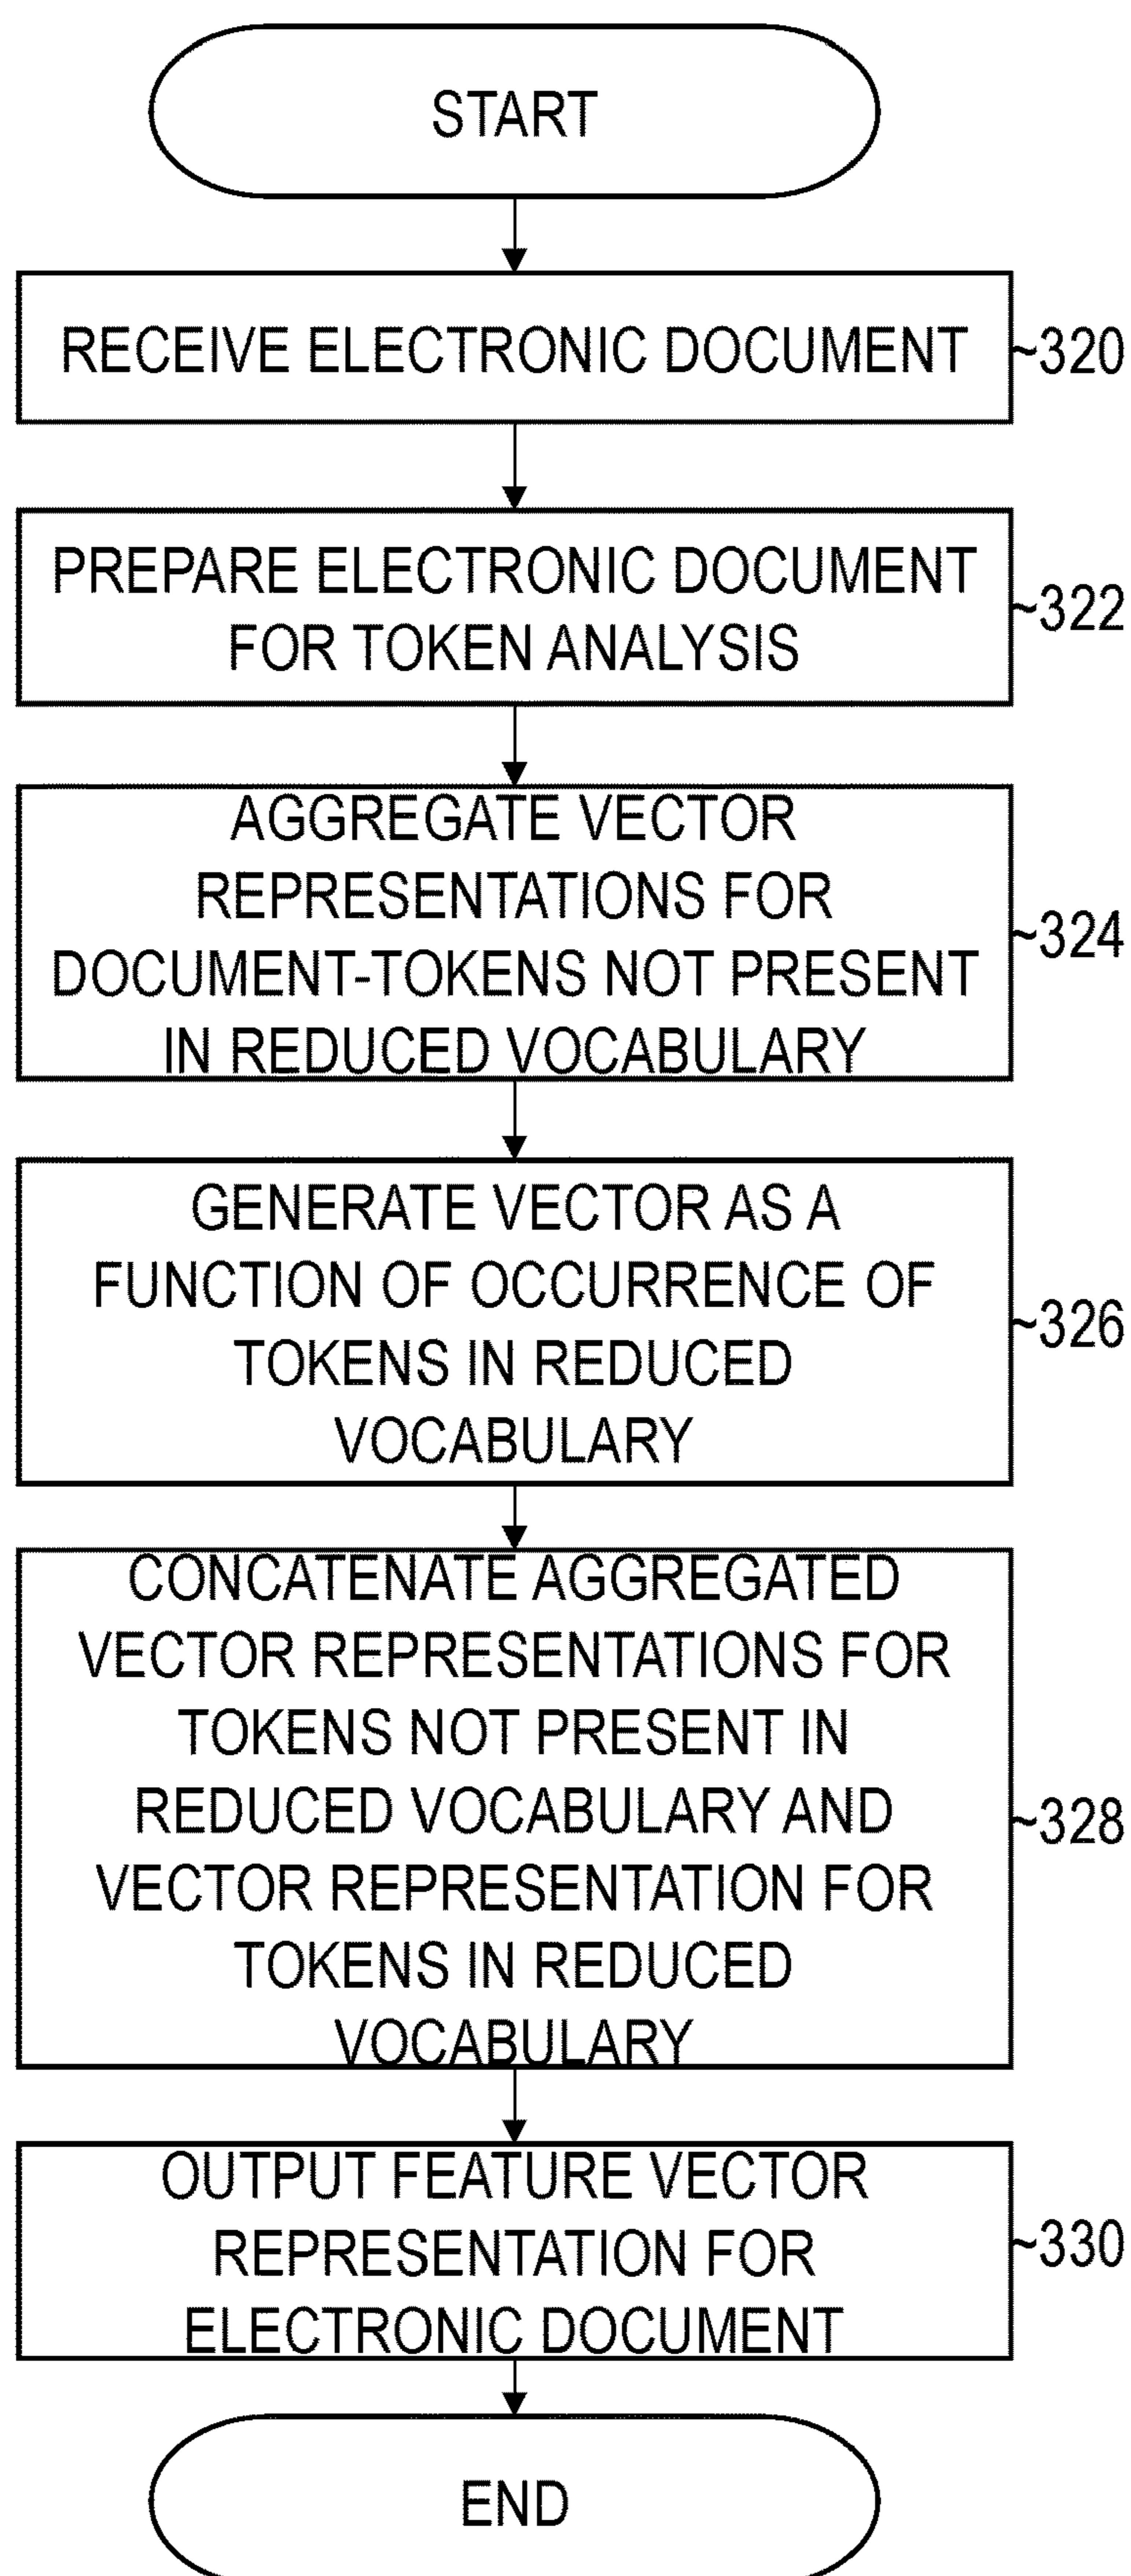 START
RECEIVE ELECTRONIC DOCUMENT
~320
PREPARE ELECTRONIC DOCUMENT
FOR TOKEN ANALYSIS
~322
AGGREGATE VECTOR
REPRESENTATIONS FOR
DOCUMENT-TOKENS NOT PRESENT
IN REDUCED VOCABULARY
~324
GENERATE VECTOR AS A
FUNCTION OF OCCURRENCE OF
TOKENS IN REDUCED
VOCABULARY
~326
CONCATENATE AGGREGATED
VECTOR REPRESENTATIONS FOR
TOKENS NOT PRESENT IN
REDUCED VOCABULARY AND
VECTOR REPRESENTATION FOR
TOKENS IN REDUCED
VOCABULARY
~328
OUTPUT FEATURE VECTOR
REPRESENTATION FOR
ELECTRONIC DOCUMENT
~330
END